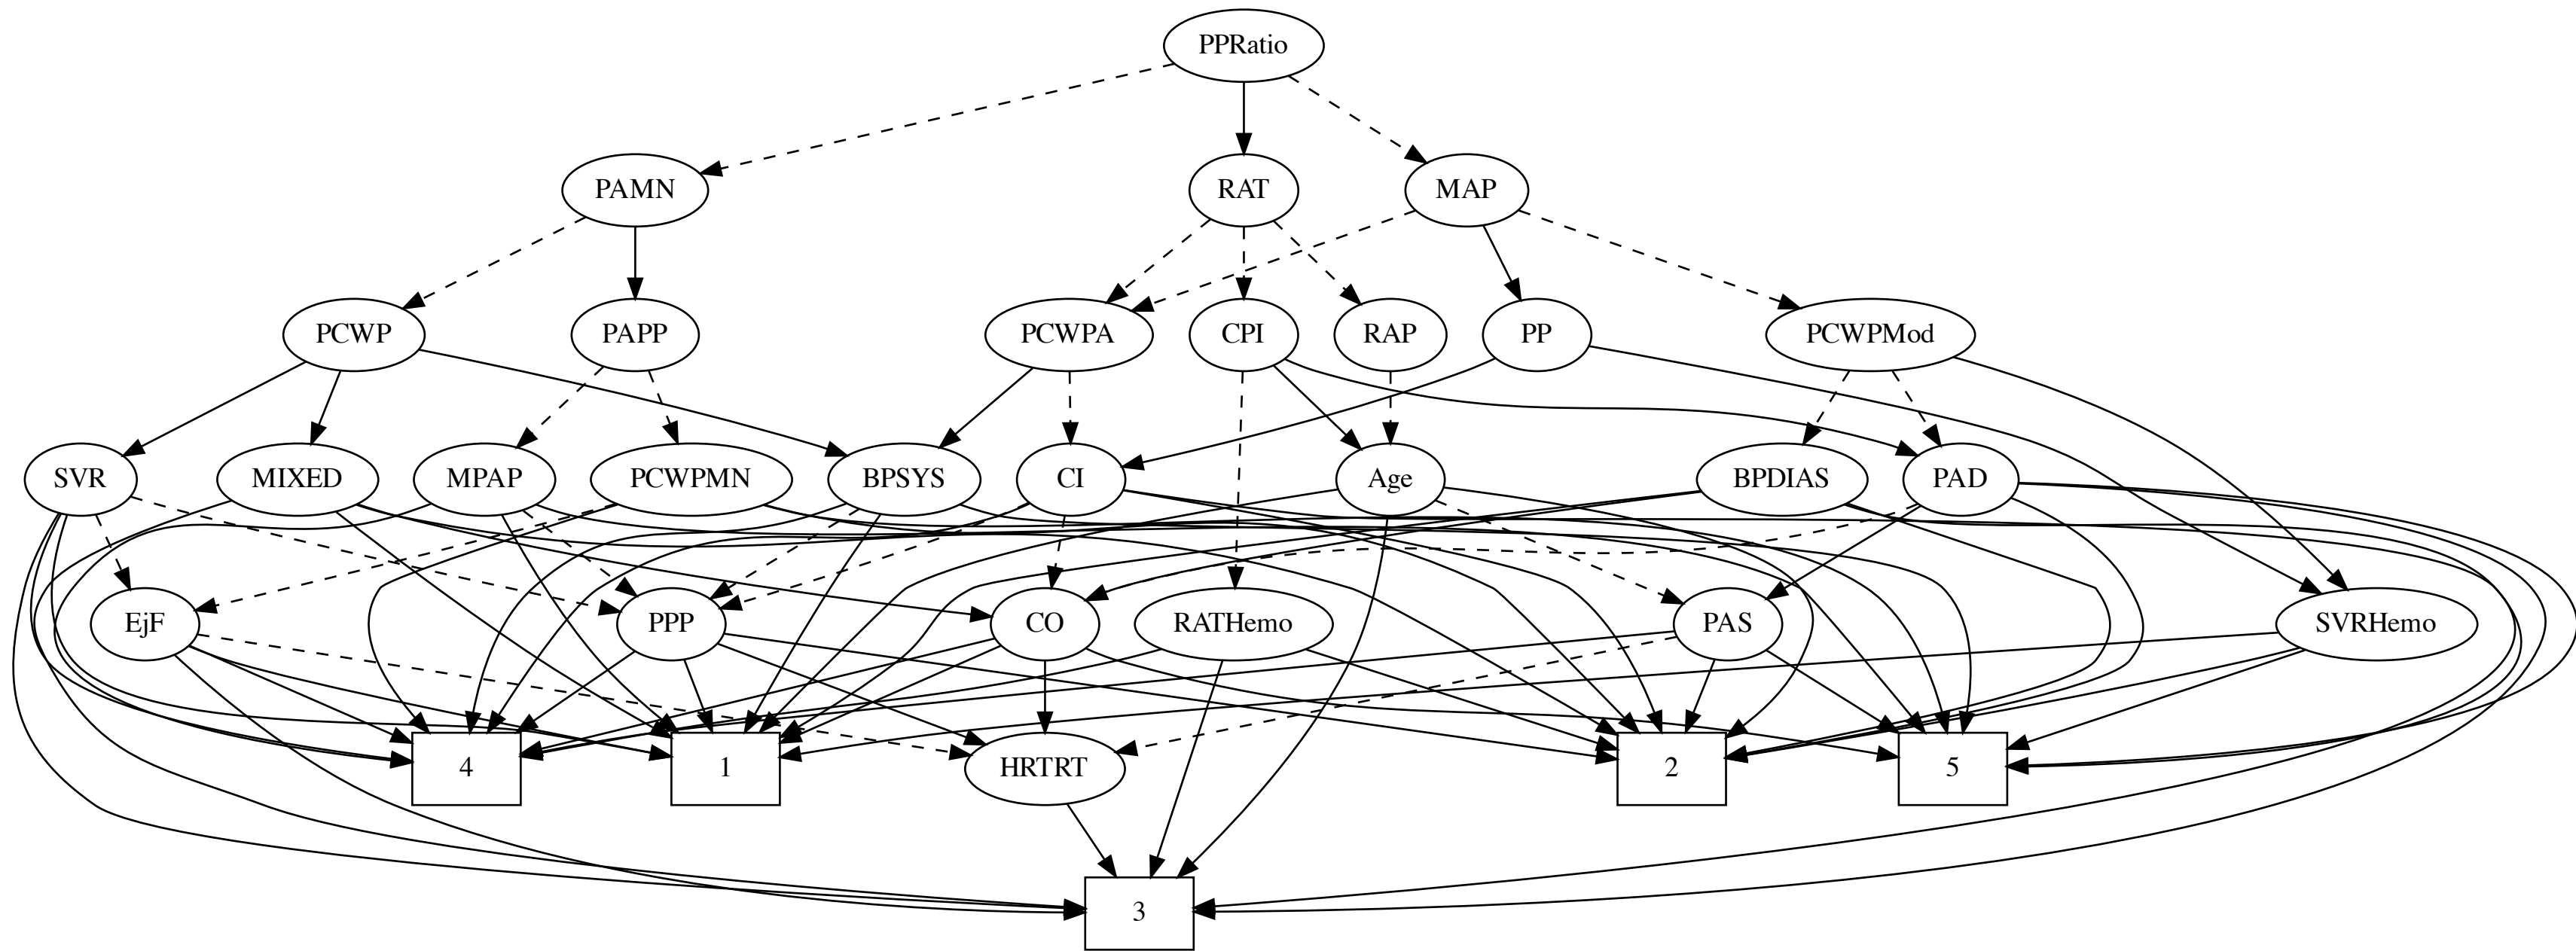 PPRatio
PAMN RAT MAP
PCWP PAPP PCWPA CPI RAP PP PCWPMod
SVR MIXED MPAP PCWPMN BPSYS CI Age BPDIAS PAD
EjF PPP CO RATHemo PAS SVRHemo
4 1 HRTRT 2 5
3